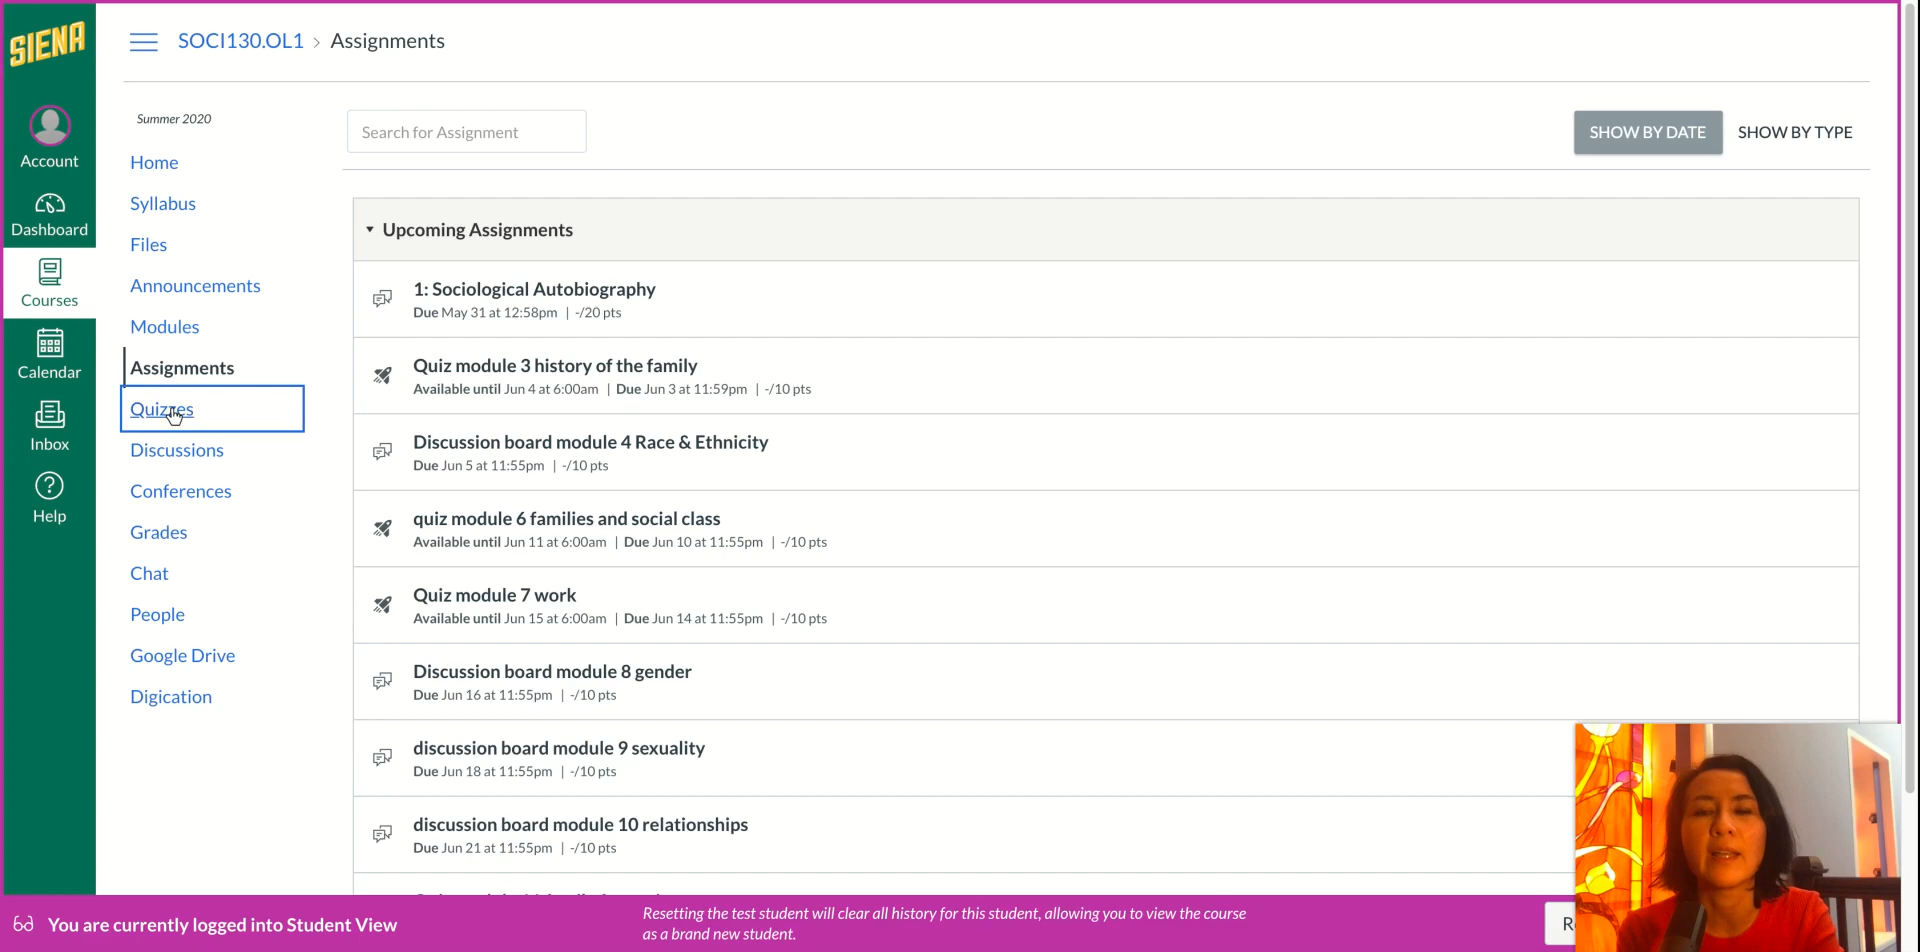 SIENA
SOCI130.OL1 > Assignments
Account
Dashboard
Courses
Calendar
Inbox
Help
Summer 2020
Home
Syllabus
Files
Announcements
Modules
Assignments
Quizzes
Discussions
Conferences
Grades
Chat
People
Google Drive
Digication
Search for Assignment
SHOW BY DATE
SHOW BY TYPE
Upcoming Assignments
1: Sociological Autobiography
Due May 31 at 12:58pm | -/20 pts
Quiz module 3 history of the family
Available until Jun 4 at 6:00am | Due Jun 3 at 11:59pm | -/10 pts
Discussion board module 4 Race & Ethnicity
Due Jun 5 at 11:55pm | -/10 pts
quiz module 6 families and social class
Available until Jun 11 at 6:00am | Due Jun 10 at 11:55pm | -/10 pts
Quiz module 7 work
Available until Jun 15 at 6:00am | Due Jun 14 at 11:55pm | -/10 pts
Discussion board module 8 gender
Due Jun 16 at 11:55pm | -/10 pts
discussion board module 9 sexuality
Due Jun 18 at 11:55pm | -/10 pts
discussion board module 10 relationships
Due Jun 21 at 11:55pm | -/10 pts
You are currently logged into Student View
Resetting the test student will clear all history for this student, allowing you to view the course
as a brand new student.